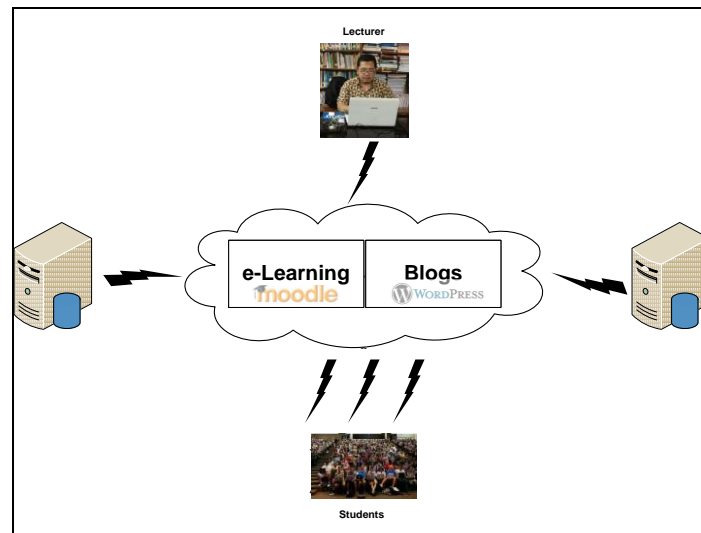 Lecturer
e-Learning
moodle
Blogs
WORDPRESS
Students